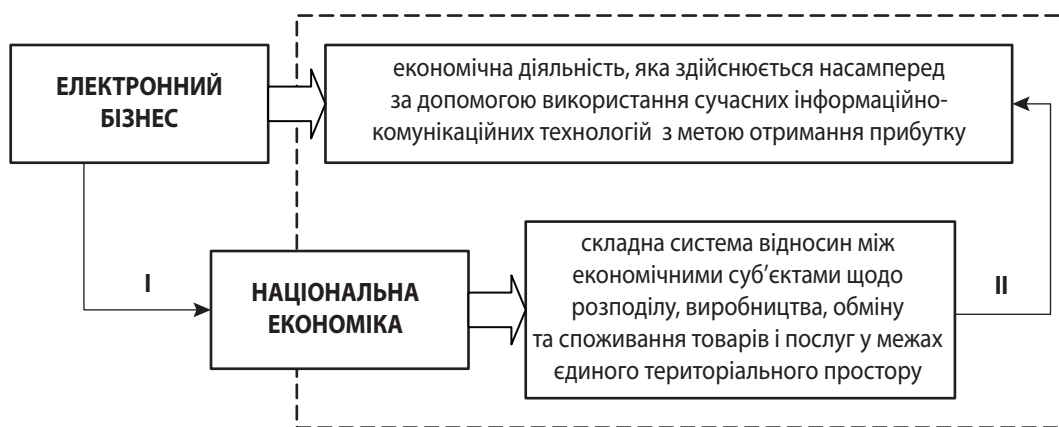 ЕЛЕКТРОННИЙ
БІЗНЕС
економічна діяльність, яка здійснюється насамперед
за допомогою використання сучасних інформаційно-
комунікаційних технологій з метою отримання прибутку
I
НАЦІОНАЛЬНА
ЕКОНОМІКА
складна система відносин між
економічними суб’єктами щодо
розподілу, виробництва, обміну
та споживання товарів і послуг у межах
єдиного територіального простору
II